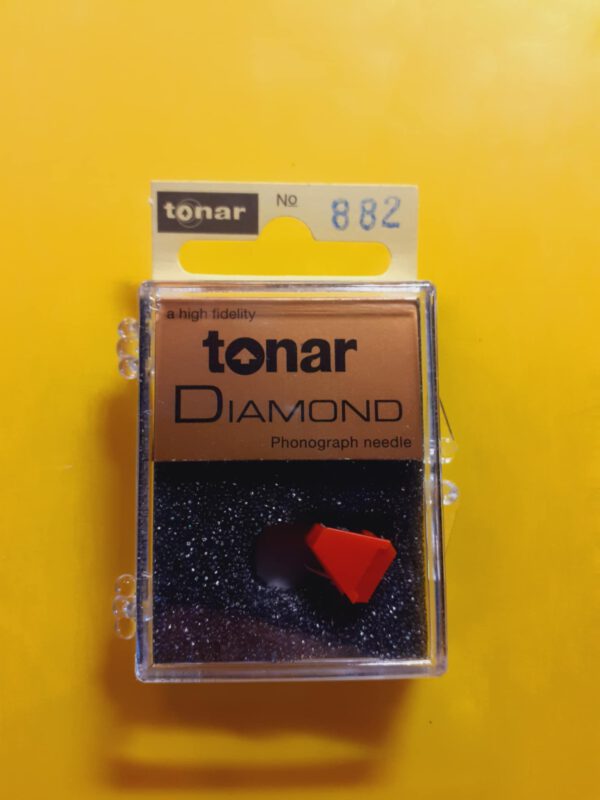 tonar No 882
a high fidelity
tonar
DIAMOND
Phonograph needle